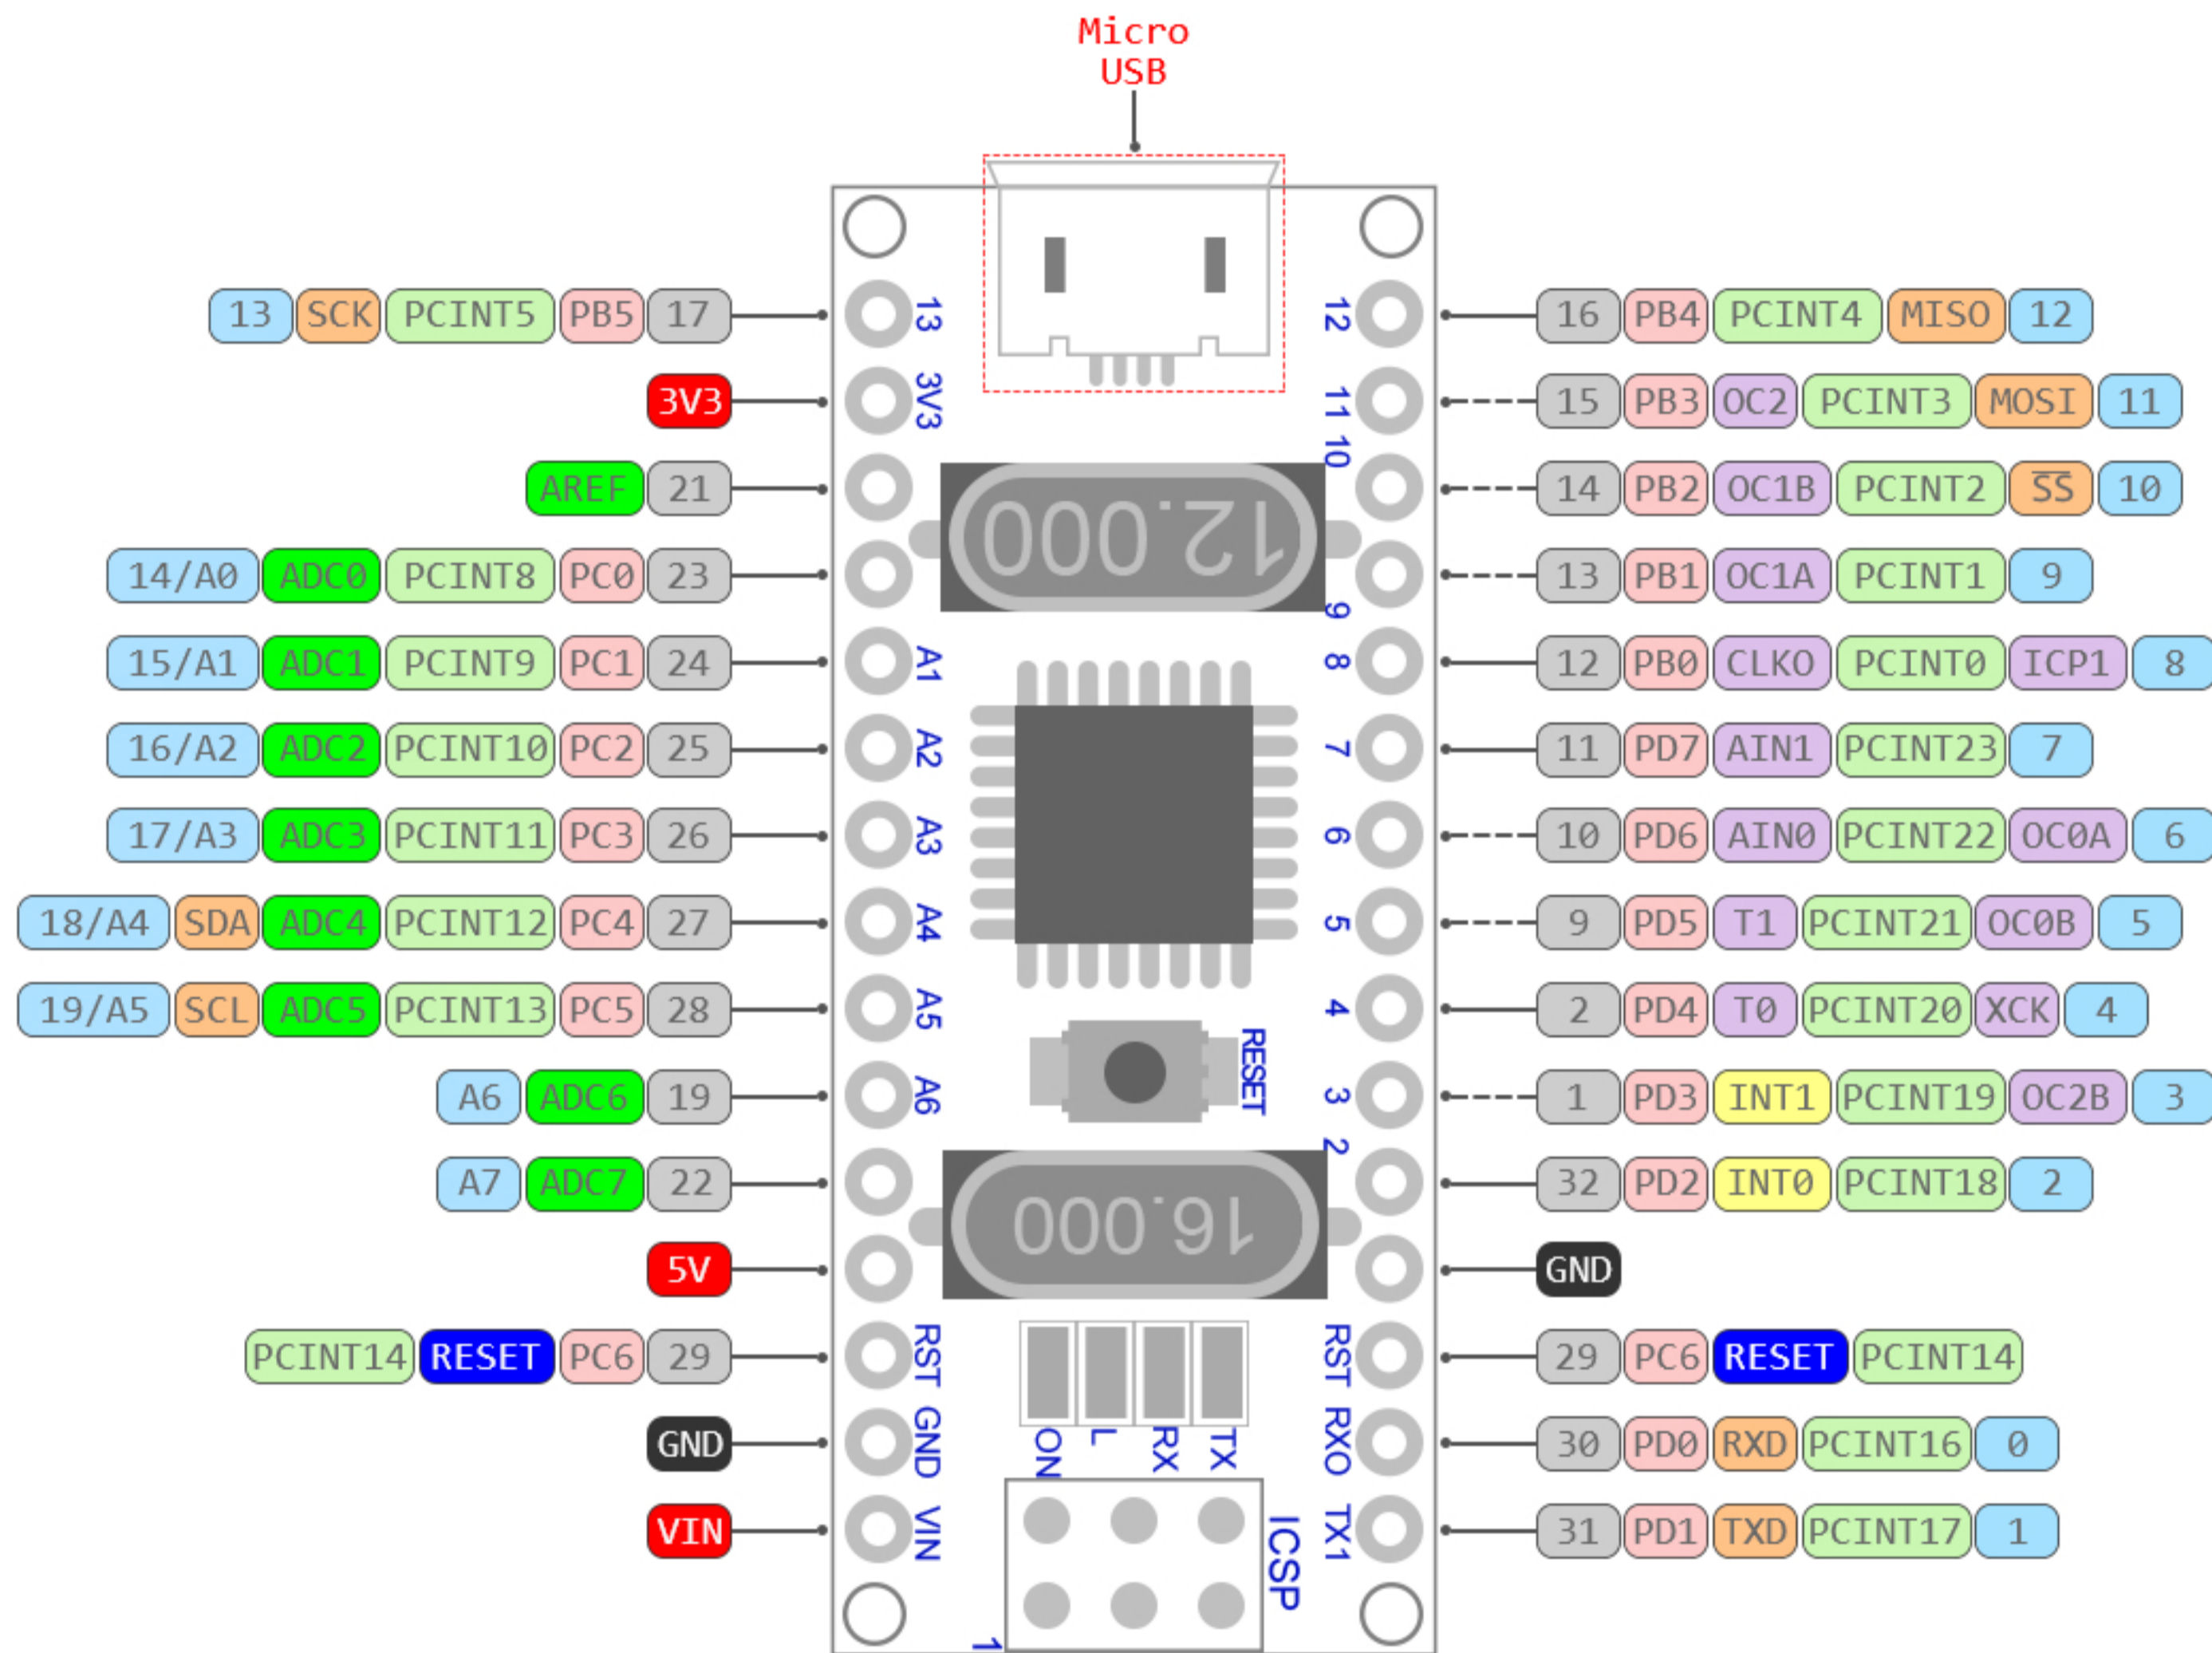 Micro
USB
13 SCK PCINT5 PB5 17
13
12
16 PB4 PCINT4 MISO 12
3V3
3V3
11
15 PB3 OC2 PCINT3 MOSI 11
10
AREF 21
12.000
14 PB2 OC1B PCINT2 SS 10
14/A0 ADC0 PCINT8 PC0 23
9
13 PB1 OC1A PCINT1 9
15/A1 ADC1 PCINT9 PC1 24
A1
8
12 PB0 CLKO PCINT0 ICP1 8
16/A2 ADC2 PCINT10 PC2 25
A2
7
11 PD7 AIN1 PCINT23 7
17/A3 ADC3 PCINT11 PC3 26
A3
6
10 PD6 AIN0 PCINT22 OC0A 6
18/A4 SDA ADC4 PCINT12 PC4 27
A4
5
9 PD5 T1 PCINT21 OC0B 5
19/A5 SCL ADC5 PCINT13 PC5 28
A5
4
2 PD4 T0 PCINT20 XCK 4
RESET
A6 ADC6 19
A6
3
1 PD3 INT1 PCINT19 OC2B 3
2
A7 ADC7 22
32 PD2 INT0 PCINT18 2
16.000
5V
GND
PCINT14 RESET PC6 29
RST
RST
29 PC6 RESET PCINT14
GND
GND
ON
L
RX
TX
RX0
30 PD0 RXD PCINT16 0
VIN
VIN
ICSP
TX1
31 PD1 TXD PCINT17 1
1